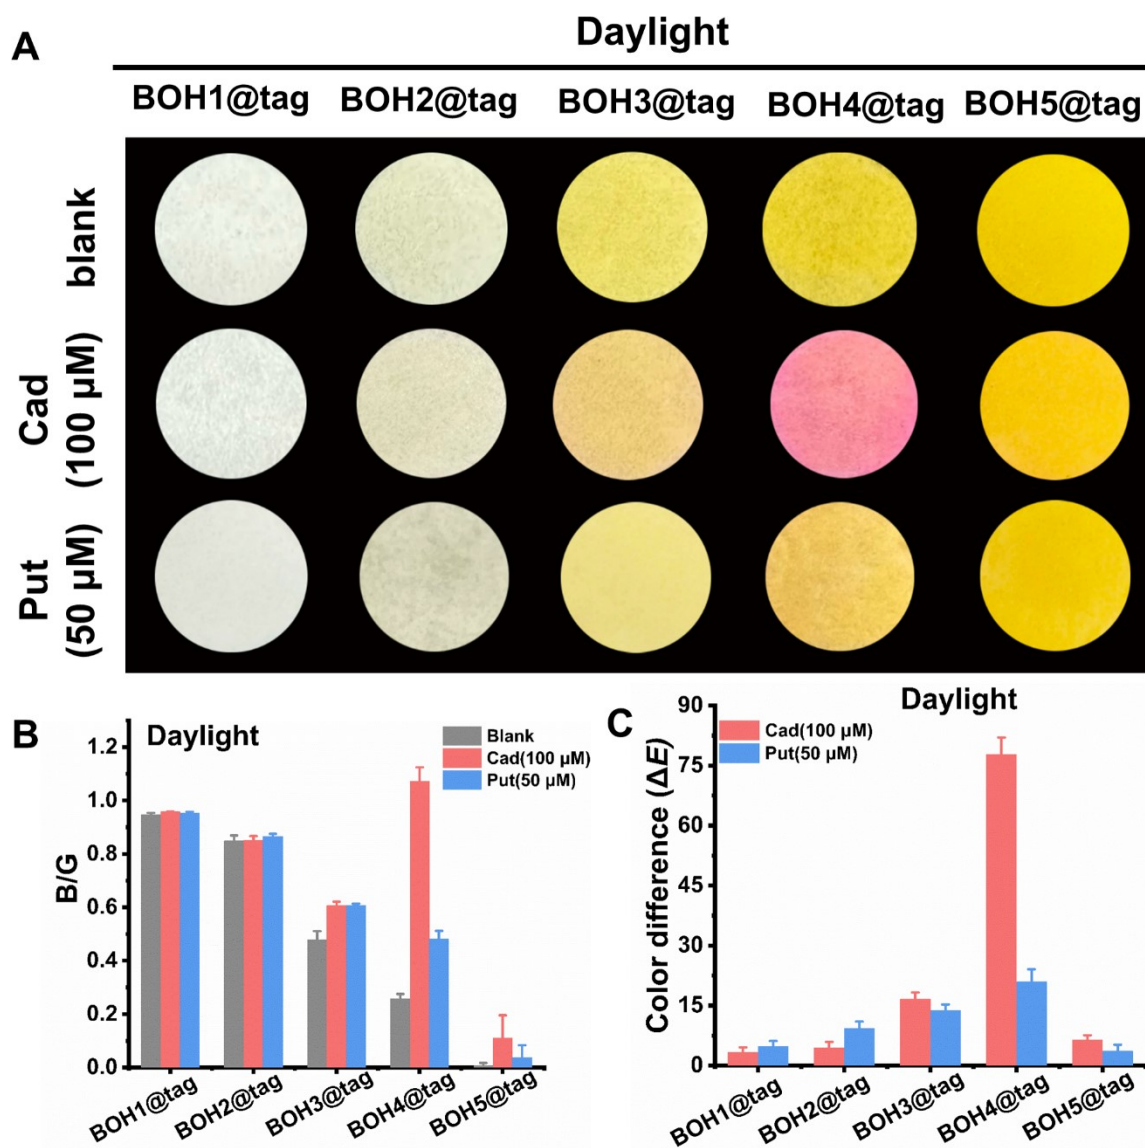 A
Daylight
BOH1@tag BOH2@tag BOH3@tag BOH4@tag BOH5@tag
blank
Cad
(100 μM)
Put
(50 μM)
B
Daylight
Blank
Cad(100 μM)
Put(50 μM)
1.2
1.0
0.8
0.6
0.4
0.2
0.0
B/G
BOH1@tag BOH2@tag BOH3@tag BOH4@tag BOH5@tag
C
Daylight
Cad(100 μM)
Put(50 μM)
90
75
60
45
30
15
0
Color difference (ΔE)
BOH1@tag BOH2@tag BOH3@tag BOH4@tag BOH5@tag